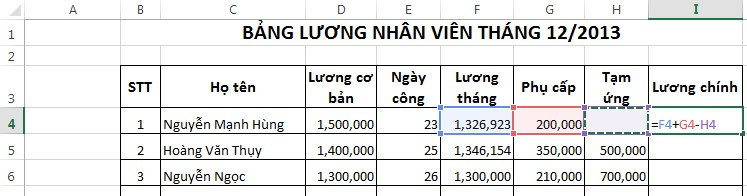 A B C D E F G H I
1 BẢNG LƯƠNG NHÂN VIÊN THÁNG 12/2013
2
3 STT Họ tên Lương cơ bản Ngày công Lương tháng Phụ cấp Tạm ứng Lương chính
4 1 Nguyễn Mạnh Hùng 1,500,000 23 1,326,923 200,000 =F4+G4-H4
5 2 Hoàng Văn Thụy 1,400,000 25 1,346,154 350,000 500,000
6 3 Nguyễn Ngọc 1,300,000 26 1,300,000 210,000 700,000